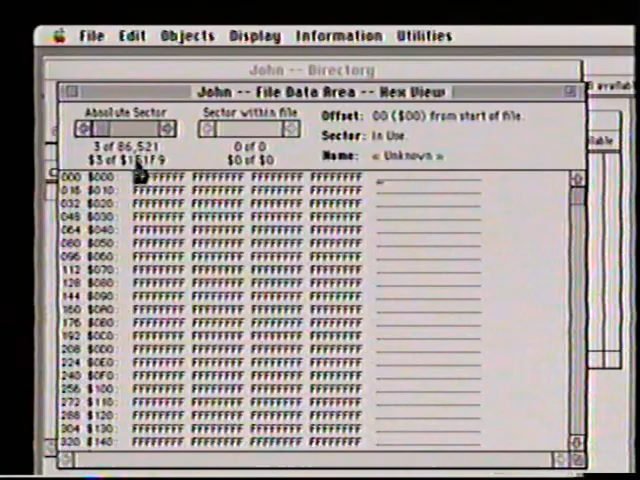 File Edit Objects Display Information Utilities
John -- Directory
John -- File Data Area -- Hex View
Absolute Sector
3 of 86,521
$3 of $151F9
Sector within file
0 of 0
$0 of $0
Offset: 00 ($00) from start of file.
Sector: In Use.
Name: « Unknown »
000 $000: FFFFFFFF FFFFFFFF FFFFFFFF
016 $010: FFFFFFFF FFFFFFFF FFFFFFFF FFFFFFFF
032 $020: FFFFFFFF FFFFFFFF FFFFFFFF FFFFFFFF
048 $030: FFFFFFFF FFFFFFFF FFFFFFFF FFFFFFFF
064 $040: FFFFFFFF FFFFFFFF FFFFFFFF FFFFFFFF
080 $050: FFFFFFFF FFFFFFFF FFFFFFFF FFFFFFFF
096 $060: FFFFFFFF FFFFFFFF FFFFFFFF FFFFFFFF
112 $070: FFFFFFFF FFFFFFFF FFFFFFFF FFFFFFFF
128 $080: FFFFFFFF FFFFFFFF FFFFFFFF FFFFFFFF
144 $090: FFFFFFFF FFFFFFFF FFFFFFFF FFFFFFFF
160 $0A0: FFFFFFFF FFFFFFFF FFFFFFFF FFFFFFFF
176 $0B0: FFFFFFFF FFFFFFFF FFFFFFFF FFFFFFFF
192 $0C0: FFFFFFFF FFFFFFFF FFFFFFFF FFFFFFFF
208 $0D0: FFFFFFFF FFFFFFFF FFFFFFFF FFFFFFFF
224 $0E0: FFFFFFFF FFFFFFFF FFFFFFFF FFFFFFFF
240 $0F0: FFFFFFFF FFFFFFFF FFFFFFFF FFFFFFFF
256 $100: FFFFFFFF FFFFFFFF FFFFFFFF FFFFFFFF
272 $110: FFFFFFFF FFFFFFFF FFFFFFFF FFFFFFFF
288 $120: FFFFFFFF FFFFFFFF FFFFFFFF FFFFFFFF
304 $130: FFFFFFFF FFFFFFFF FFFFFFFF FFFFFFFF
320 $140: FFFFFFFF FFFFFFFF FFFFFFFF FFFFFFFF